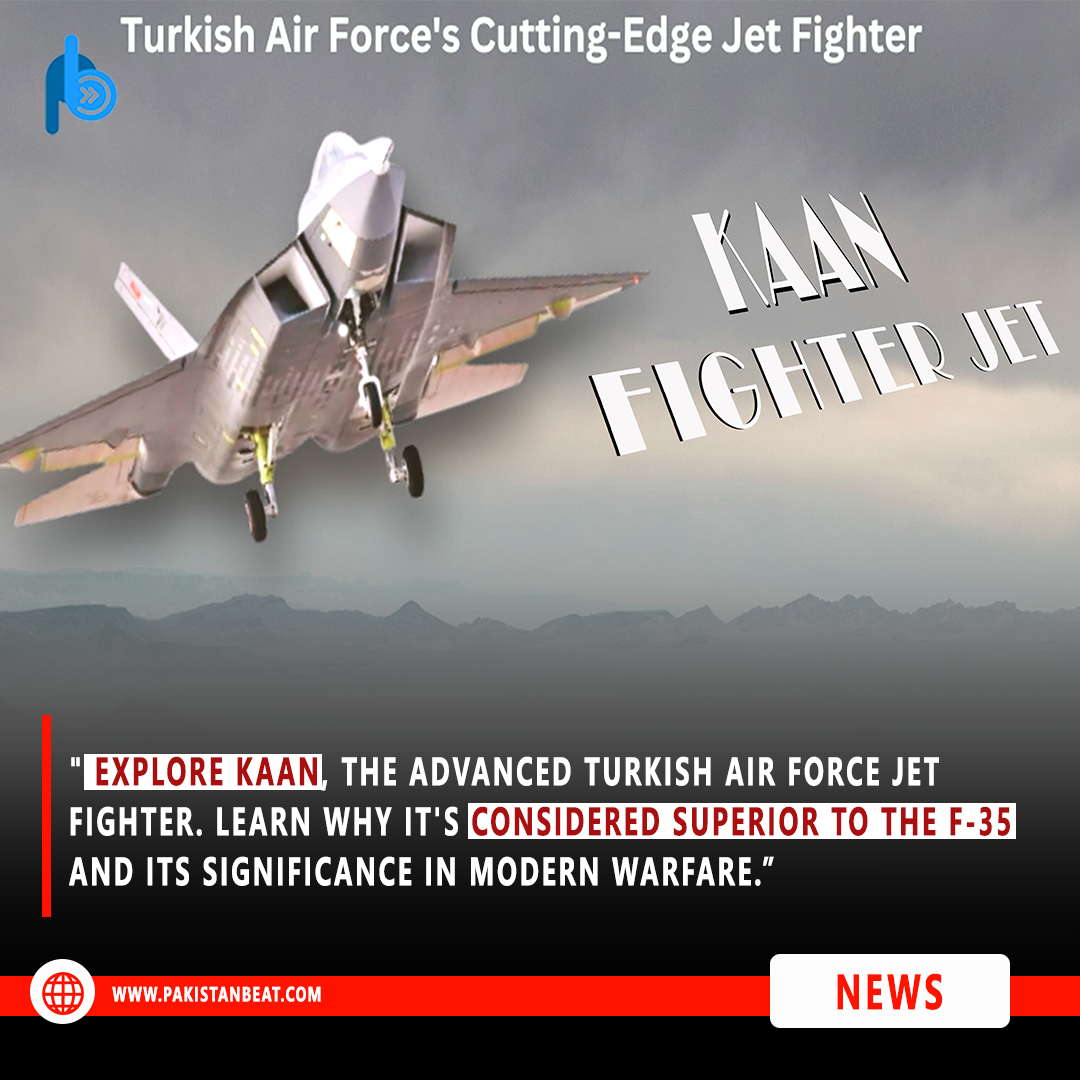 Turkish Air Force's Cutting-Edge Jet Fighter
KAAN
FIGHTER JET
" EXPLORE KAAN, THE ADVANCED TURKISH AIR FORCE JET
FIGHTER. LEARN WHY IT'S CONSIDERED SUPERIOR TO THE F-35
AND ITS SIGNIFICANCE IN MODERN WARFARE.”
WWW.PAKISTANBEAT.COM
NEWS